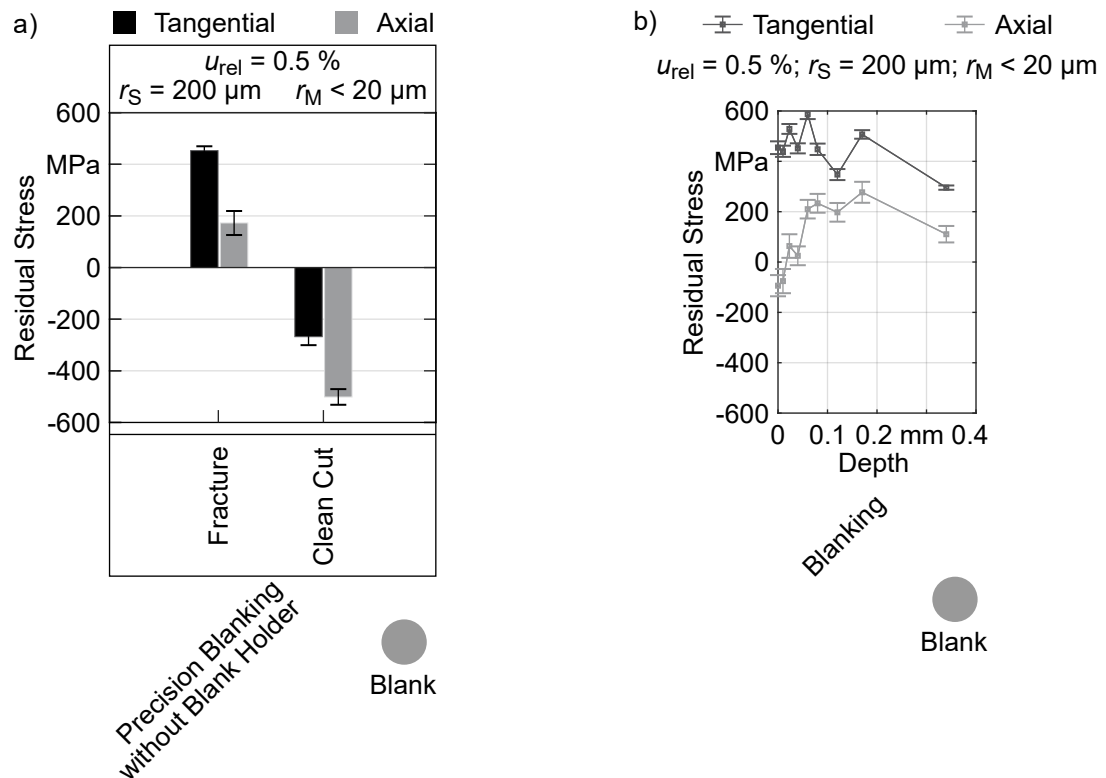 a)
Tangential Axial
u_rel = 0.5 %
r_S = 200 µm r_M < 20 µm
600
MPa
200
0
-200
-400
-600
Residual Stress
Fracture
Clean Cut
Precision Blanking
without Blank Holder
Blank
b)
Tangential Axial
u_rel = 0.5 %; r_S = 200 µm; r_M < 20 µm
600
MPa
200
0
-200
-400
-600
Residual Stress
0 0.1 0.2 mm 0.4
Depth
Blanking
Blank